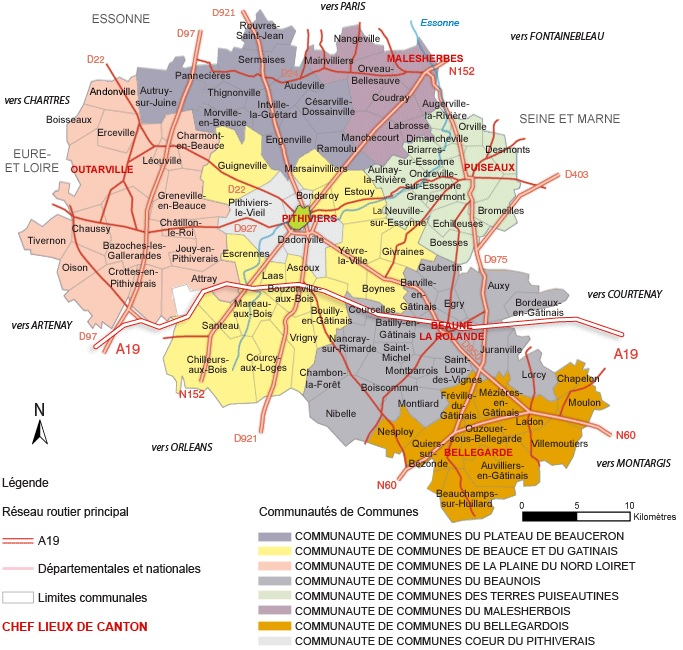 vers PARIS
ESSONNE
D921
Essonne
D97
Rouvres-
Saint-Jean
Nangeville
vers FONTAINEBLEAU
D22
Sermaises
Mainvilliers
MALESHERBES
Pannecieres
Orveau-
Bellesauve
N152
vers CHARTRES
Andonville
Autruy-
sur-Juine
Thignonville
Audeville
Césarville-
Dossainville
Coudray
Augerville-
la-Rivière
Boisseaux
Erceville
Morville-
en-Beauce
Intville-
la-Guétard
Labrosse
Orville
SEINE ET MARNE
Charmont-
en-Beauce
Engenville
Ramoulu
Manchecourt
Dimancheville
Briarres-
sur-Essonne
Desmonts
EURE-
ET LOIRE
OUTARVILLE
Léouville
Guigneville
Marsainvilliers
Aulnay-
la-Rivière
Ondreville-
sur-Essonne
PUISEAUX
D403
Greneville-
en-Beauce
D22
Pithiviers-
le-Vieil
Bondaroy
Estouy
Grangermont
La Neuville-
sur-Essonne
Bromeilles
PITHIVIERS
Châtillon-
le-Roi
D927
Chaussy
Echilleuses
Tivernon
Bazoches-les-
Gallerandes
Jouy-en-
Pithiverais
Dadonville
Boesses
Escrennes
Yèvre-
la-Ville
Givraines
D975
Oison
Crottes-en-
Pithiverais
Attray
Laas
Ascoux
Gaubertin
Bouzonville-
aux-Bois
Boynes
Barville-
en-
Gâtinais
Auxy
vers COURTENAY
Mareau-
aux-Bois
Bouilly-
en-Gâtinais
Courcelles
Egry
Bordeaux-
en-Gâtinais
vers ARTENAY
Santeau
Batilly-en-
Gâtinais
BEAUNE
LA ROLANDE
D97
A19
Vrigny
Nancray-
sur-Rimarde
Saint-
Michel
Juranville
A19
Chilleurs-
aux-Bois
Courcy-
aux-Loges
Chambon-
la-Forêt
Montbarrois
Saint-
Loup-
des-Vignes
Lorcy
Chapelon
N152
Boiscommun
Fréville-
du-
Gâtinais
Mézières-
en-
Gâtinais
Moulon
N
Nibelle
Montliard
Ladon
D921
Nesploy
Ouzouer-
sous-Bellegarde
Villemoutiers
N60
vers ORLEANS
Quiers-
sur-
Bézonde
BELLEGARDE
vers MONTARGIS
N60
Auvilliers-
en-Gâtinais
Légende
Beauchamps-
sur-Huillard
0 5 10
Kilomètres
Réseau routier principal
A19
Départementales et nationales
Limites communales
CHEF LIEUX DE CANTON
Communautés de Communes
COMMUNAUTE DE COMMUNES DU PLATEAU DE BEAUCERON
COMMUNAUTE DE COMMUNES DE BEAUCE ET DU GATINAIS
COMMUNAUTE DE COMMUNES DE LA PLAINE DU NORD LOIRET
COMMUNAUTE DE COMMUNES DU BEAUNOIS
COMMUNAUTE DE COMMUNES DES TERRES PUISEAUTINES
COMMUNAUTE DE COMMUNES DU MALESHERBOIS
COMMUNAUTE DE COMMUNES DU BELLEGARDOIS
COMMUNAUTE DE COMMUNES COEUR DU PITHIVERAIS